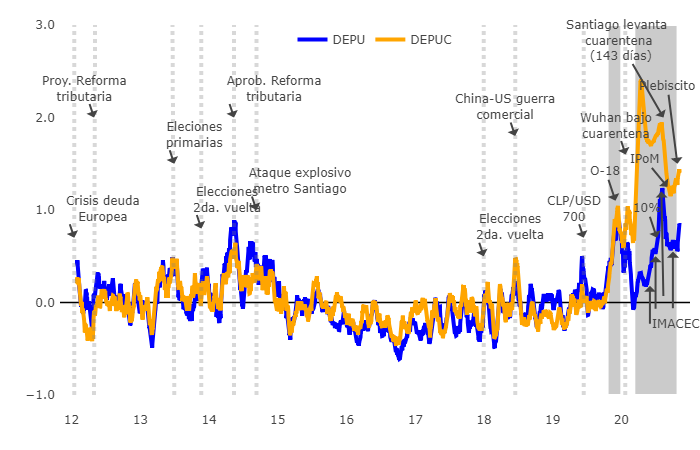 3.0
2.0
1.0
0.0
−1.0
DEPU
DEPUC
Santiago levanta
cuarentena
(143 días)
Proy. Reforma
tributaria
Aprob. Reforma
tributaria
Plebiscito
China-US guerra
comercial
Eleciones
primarias
Wuhan bajo
cuarentena
IPoM
Ataque explosivo
metro Santiago
O-18
Crisis deuda
Europea
Elecciones
2da. vuelta
CLP/USD
700
10%
Elecciones
2da. vuelta
IMACEC
12
13
14
15
16
17
18
19
20